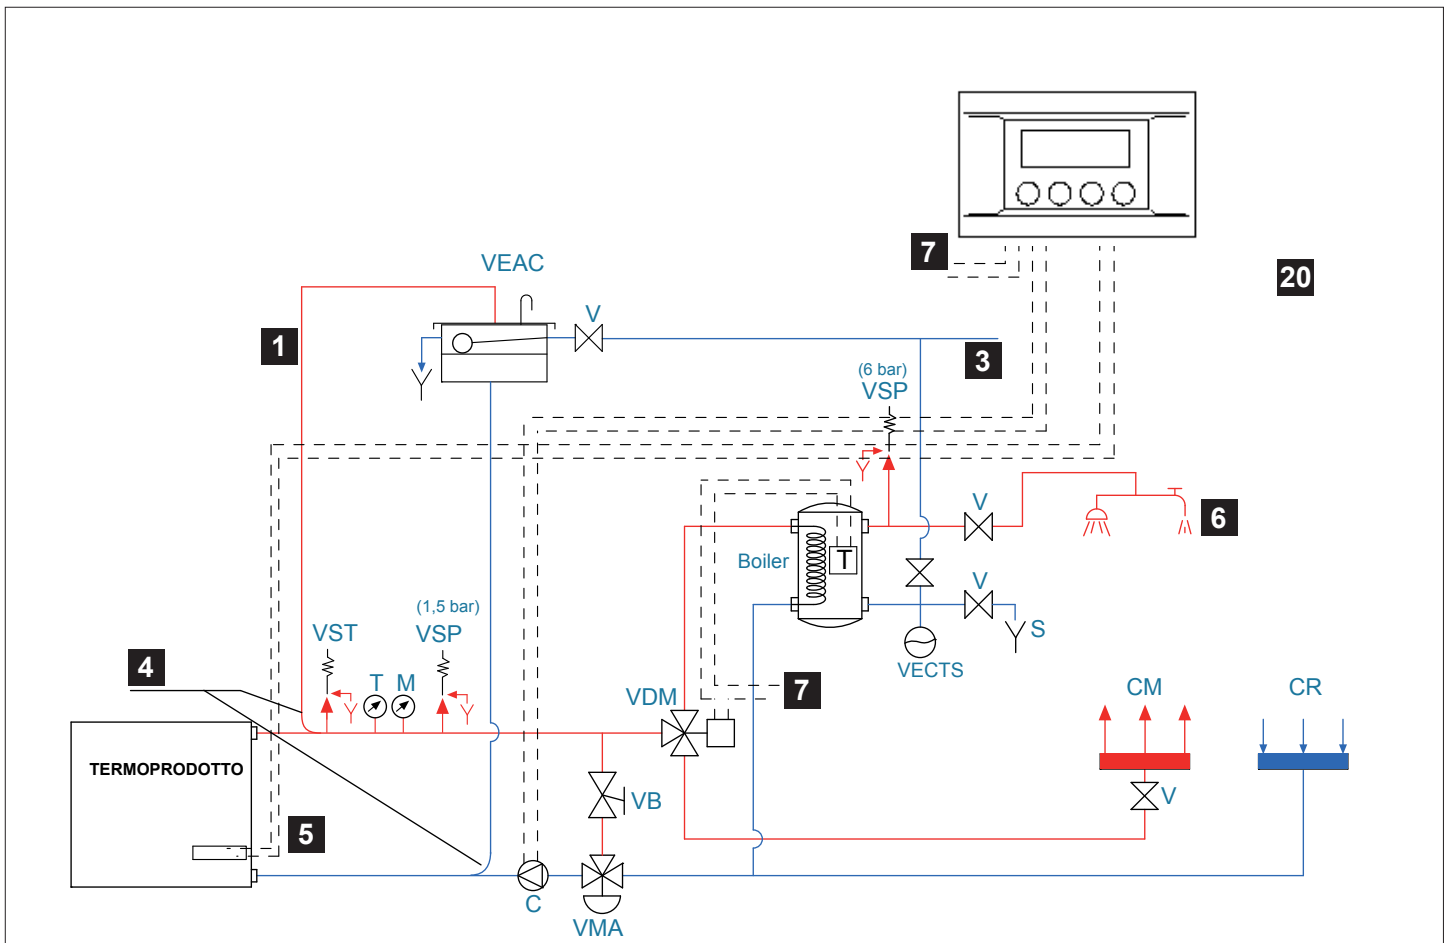 7
20
VEAC
V
1
3
(6 bar)
VSP
V
6
Boiler
T
(1,5 bar)
VST
VSP
V
S
VECTS
4
T
M
7
VDM
CM
CR
TERMOPRODOTTO
VB
V
5
C
VMA